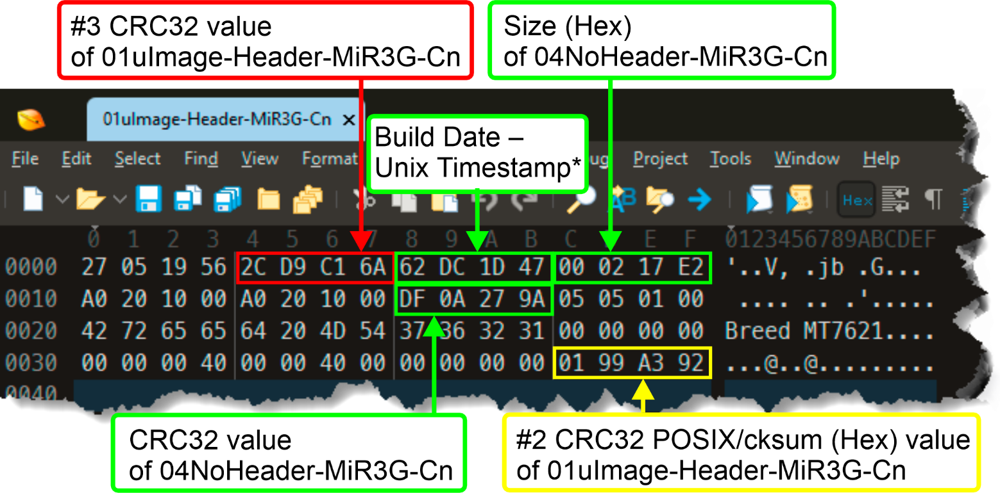 #3 CRC32 value
of 01uImage-Header-MiR3G-Cn
Size (Hex)
of 04NoHeader-MiR3G-Cn
01uImage-Header-MiR3G-Cn ×
Build Date –
Unix Timestamp*
File Edit Select Find View Format ug Project Tools Window Help
Hex
0 1 2 3 4 5 6 7 8 9 A B C E F 0123456789ABCDEF
0000 27 05 19 56 2C D9 C1 6A 62 DC 1D 47 00 02 17 E2 '..V, .jb .G...
0010 A0 20 10 00 A0 20 10 00 DF 0A 27 9A 05 05 01 00 .... .. .'.....
0020 42 72 65 65 64 20 4D 54 37 36 32 31 00 00 00 00 Breed MT7621....
0030 00 00 00 40 00 00 40 00 00 00 00 00 01 99 A3 92 ...@..@.........
0040
CRC32 value
of 04NoHeader-MiR3G-Cn
#2 CRC32 POSIX/cksum (Hex) value
of 01uImage-Header-MiR3G-Cn